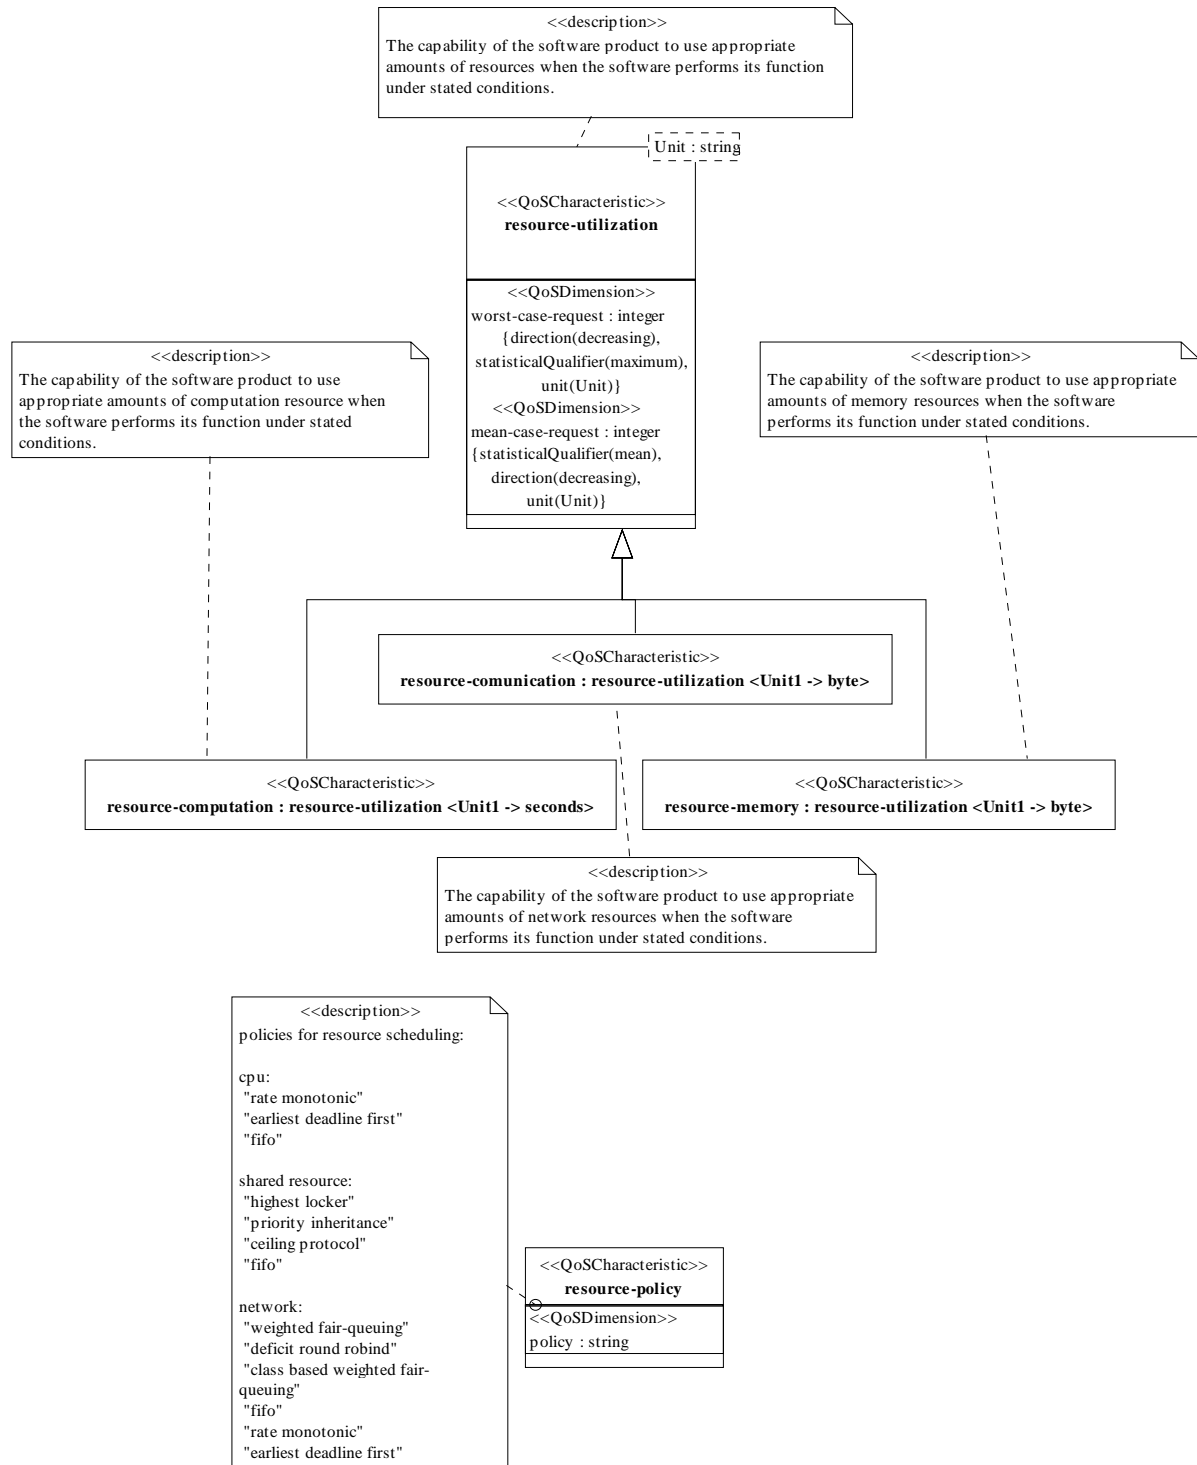 <<description>>
The capability of the software product to use appropriate
amounts of resources when the software performs its function
under stated conditions.
Unit : string
<<QoSCharacteristic>>
resource-utilization
<<QoSDimension>>
worst-case-request : integer
{direction(decreasing),
statisticalQualifier(maximum),
unit(Unit)}
<<QoSDimension>>
mean-case-request : integer
{statisticalQualifier(mean),
direction(decreasing),
unit(Unit)}
<<description>>
The capability of the software product to use
appropriate amounts of computation resource when
the software performs its function under stated
conditions.
<<description>>
The capability of the software product to use appropriate
amounts of memory resources when the software
performs its function under stated conditions.
<<QoSCharacteristic>>
resource-comunication : resource-utilization <Unit1 -> byte>
<<QoSCharacteristic>>
resource-computation : resource-utilization <Unit1 -> seconds>
<<QoSCharacteristic>>
resource-memory : resource-utilization <Unit1 -> byte>
<<description>>
The capability of the software product to use appropriate
amounts of network resources when the software
performs its function under stated conditions.
<<description>>
policies for resource scheduling:
cpu:
"rate monotonic"
"earliest deadline first"
"fifo"
shared resource:
"highest locker"
"priority inheritance"
"ceiling protocol"
"fifo"
network:
"weighted fair-queuing"
"deficit round robind"
"class based weighted fair-
queuing"
"fifo"
"rate monotonic"
"earliest deadline first"
<<QoSCharacteristic>>
resource-policy
<<QoSDimension>>
policy : string